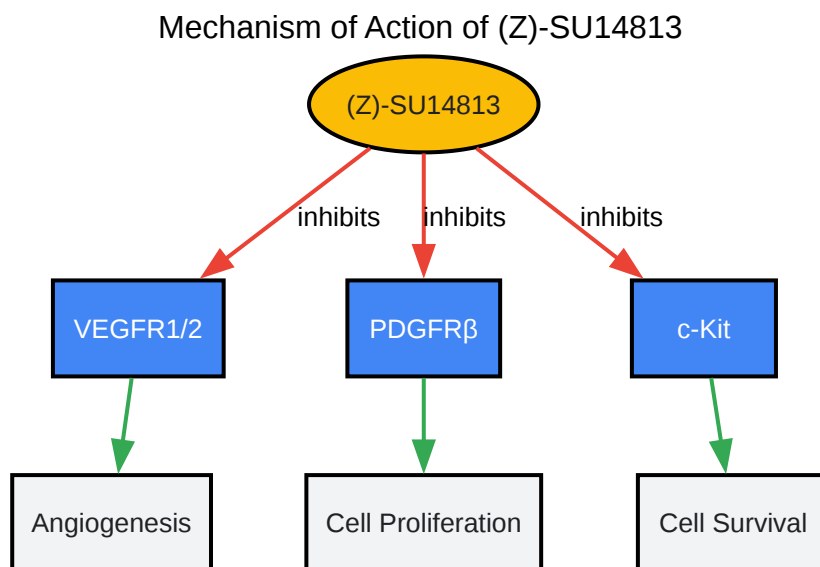 Mechanism of Action of (Z)-SU14813
(Z)-SU14813
inhibits
inhibits
inhibits
VEGFR1/2
PDGFRβ
c-Kit
Angiogenesis
Cell Proliferation
Cell Survival